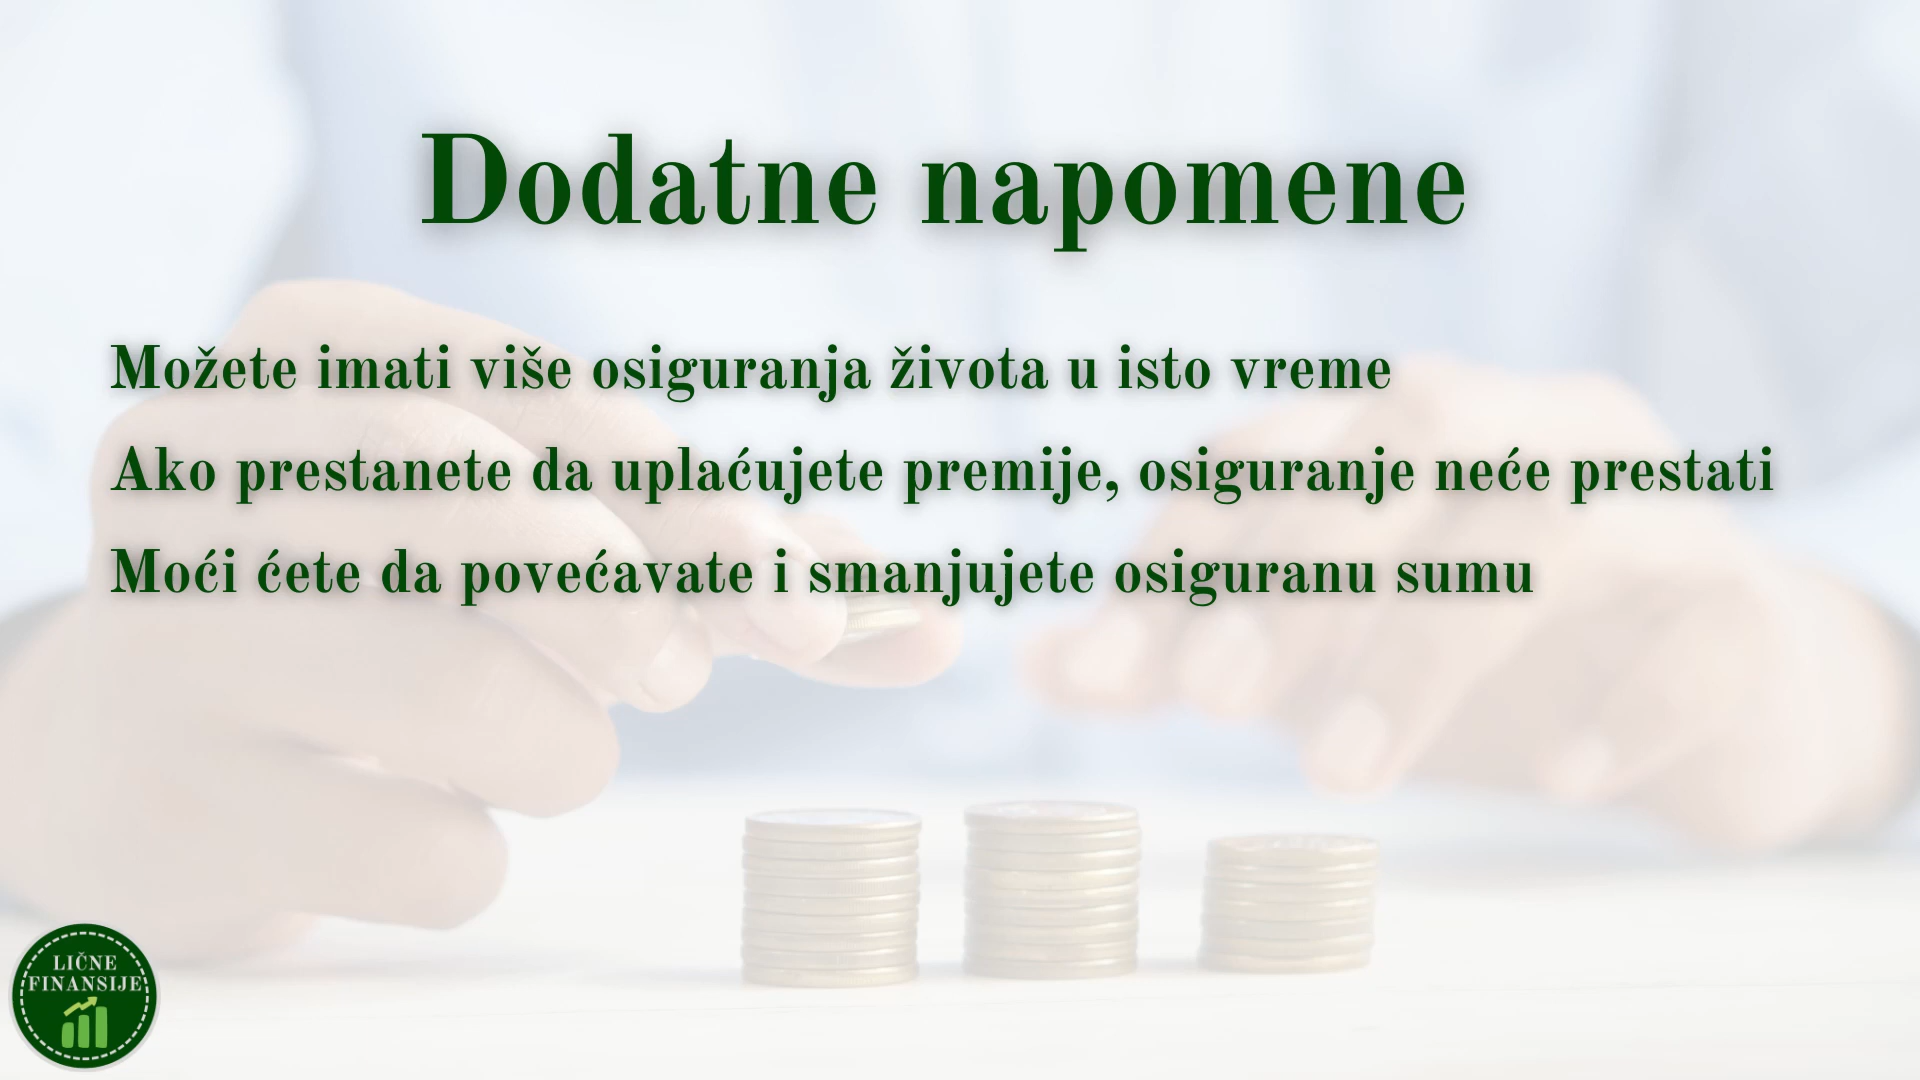 Dodatne napomene
Možete imati više osiguranja života u isto vreme
Ako prestanete da uplaćujete premije, osiguranje neće prestati
Moći ćete da povećavate i smanjujete osiguranu sumu
LIČNE
FINANSIJE